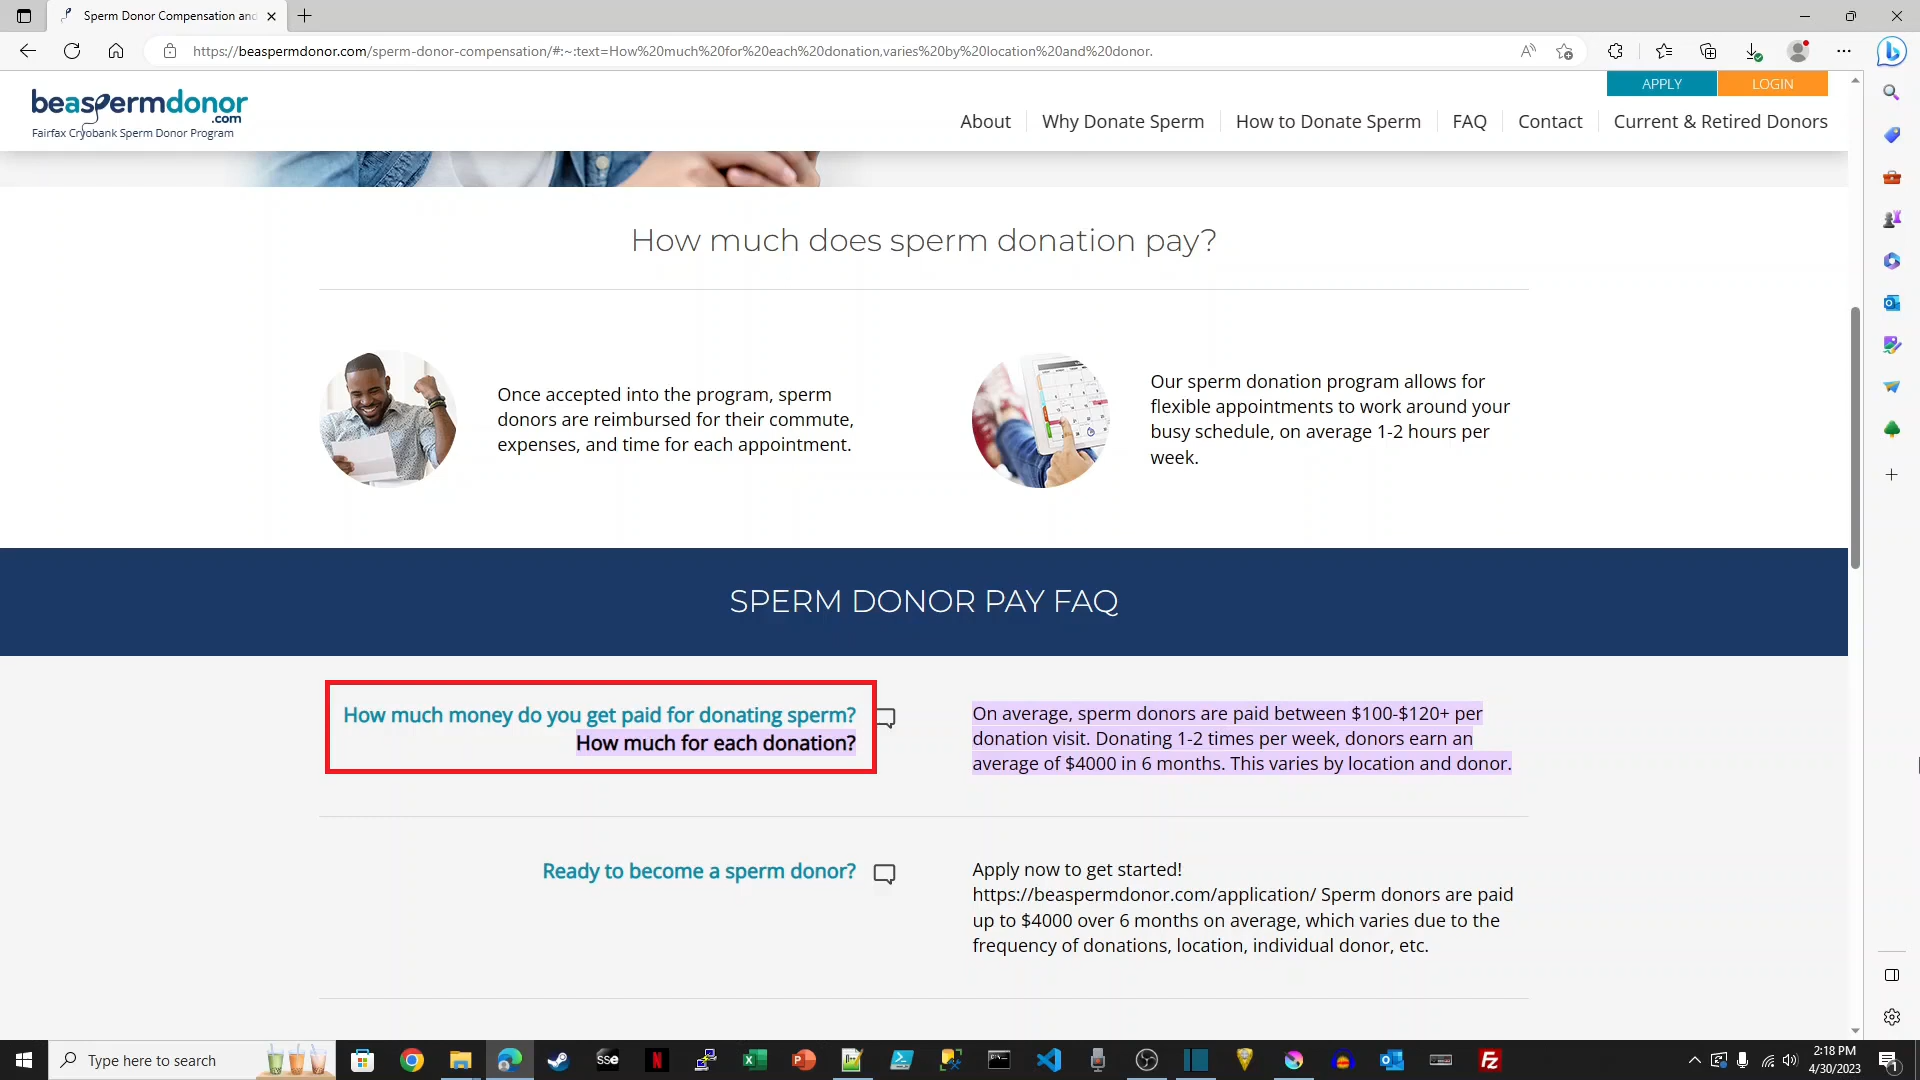 Sperm Donor Compensation and
https://beaspermdonor.com/sperm-donor-compensation/#:~:text=How%20much%20for%20each%20donation,varies%20by%20location%20and%20donor.
APPLY
LOGIN
beaspermdonor
.com
Fairfax Cryobank Sperm Donor Program
About
Why Donate Sperm
How to Donate Sperm
FAQ
Contact
Current & Retired Donors
How much does sperm donation pay?
Once accepted into the program, sperm
donors are reimbursed for their commute,
expenses, and time for each appointment.
Our sperm donation program allows for
flexible appointments to work around your
busy schedule, on average 1-2 hours per
week.
SPERM DONOR PAY FAQ
How much money do you get paid for donating sperm?
How much for each donation?
On average, sperm donors are paid between $100-$120+ per
donation visit. Donating 1-2 times per week, donors earn an
average of $4000 in 6 months. This varies by location and donor.
Ready to become a sperm donor?
Apply now to get started!
https://beaspermdonor.com/application/ Sperm donors are paid
up to $4000 over 6 months on average, which varies due to the
frequency of donations, location, individual donor, etc.
Type here to search
SSE
2:18 PM
4/30/2023
1